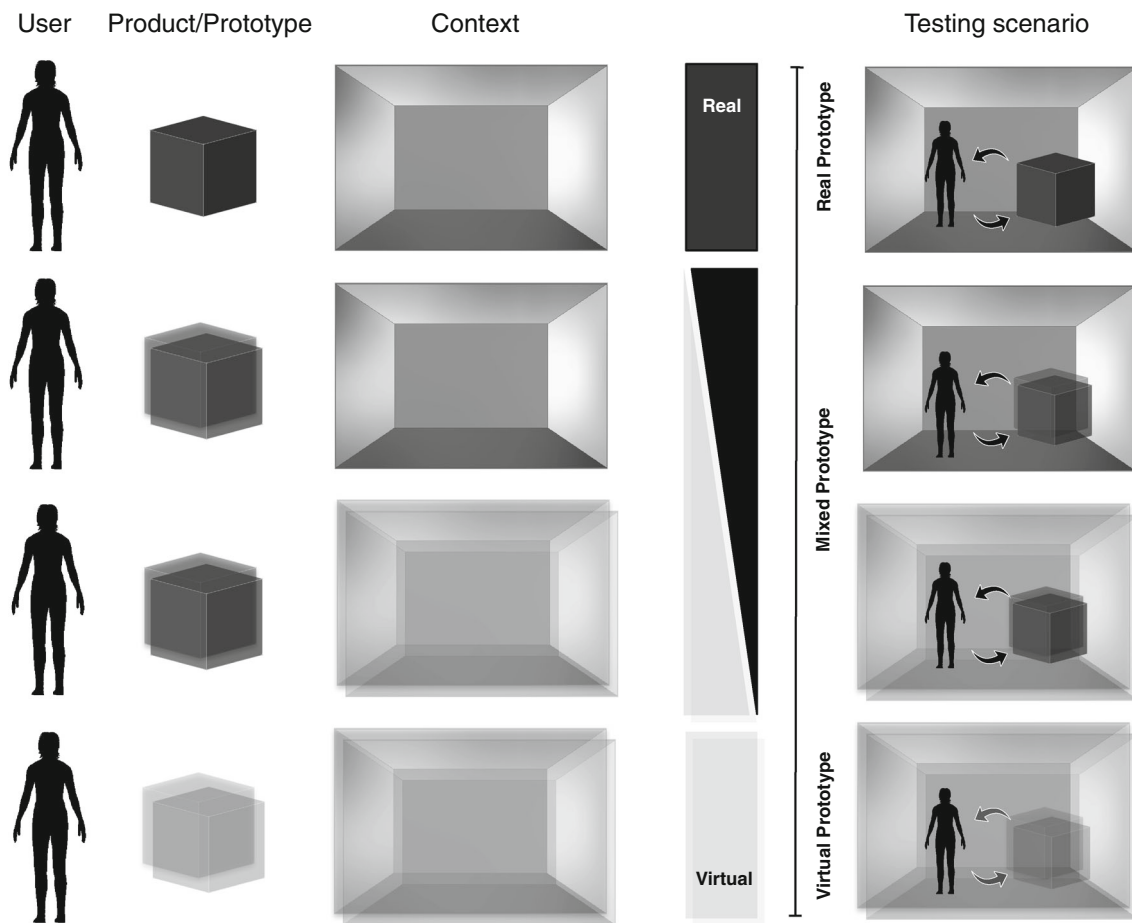 User
Product/Prototype
Context
Testing scenario
Real
Real Prototype
Mixed Prototype
Virtual
Virtual Prototype